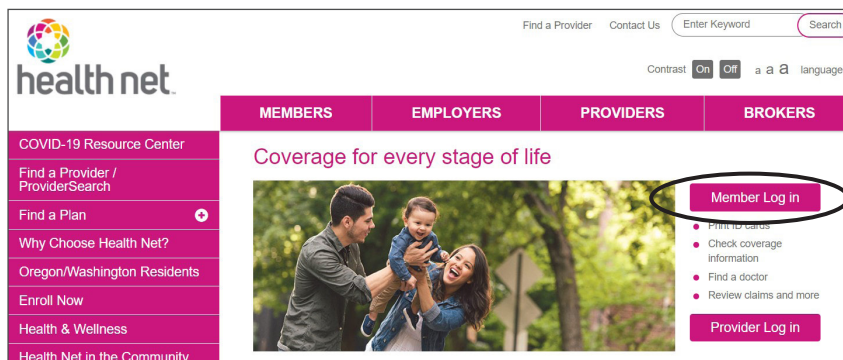 Find a Provider Contact Us Enter Keyword Search
Contrast On Off a a a language
health net
MEMBERS EMPLOYERS PROVIDERS BROKERS
COVID-19 Resource Center
Find a Provider /
ProviderSearch
Find a Plan
Why Choose Health Net?
Oregon/Washington Residents
Enroll Now
Health & Wellness
Health Net in the Community
Coverage for every stage of life
Member Log in
Print ID cards
Check coverage
information
Find a doctor
Review claims and more
Provider Log in